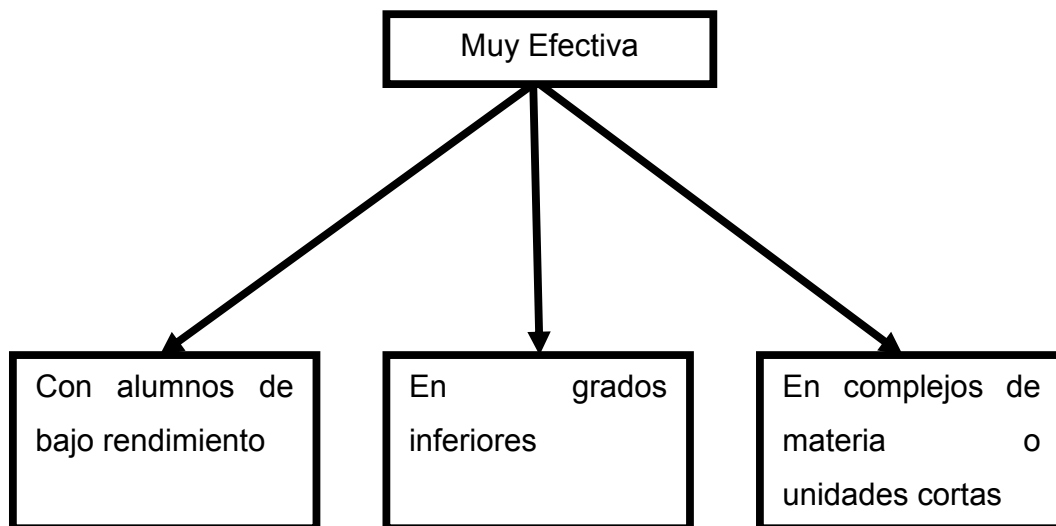 Muy Efectiva
Con alumnos de
bajo rendimiento
En grados
inferiores
En complejos de
materia o
unidades cortas